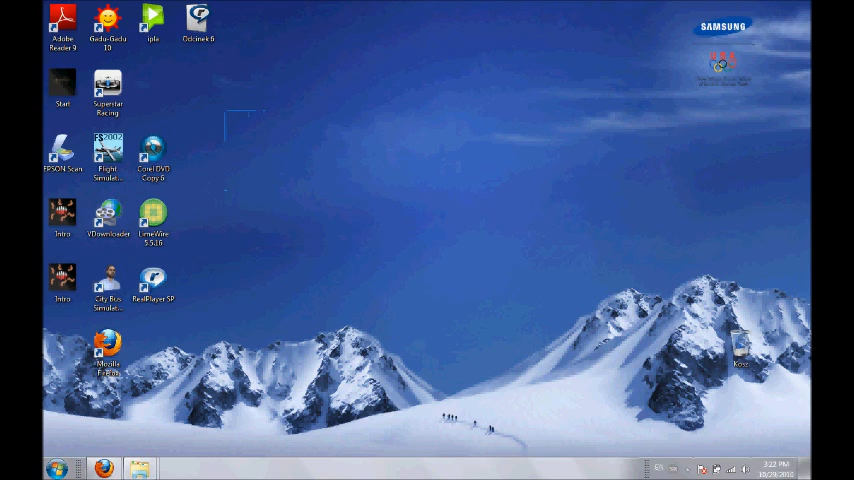 Adobe
Reader 9
Gadu-Gadu
10
ipla
Odcinek 6
SAMSUNG
Start
Superstar
Racing
EPSON Scan
FS2002
Flight
Simulat...
Corel DVD
Copy 6
Intro
VDownloader
LimeWire
5.5.16
Intro
City Bus
Simulat...
RealPlayer SP
Mozilla
Firefox
Kosz
EN
3:22 PM
10/29/2010